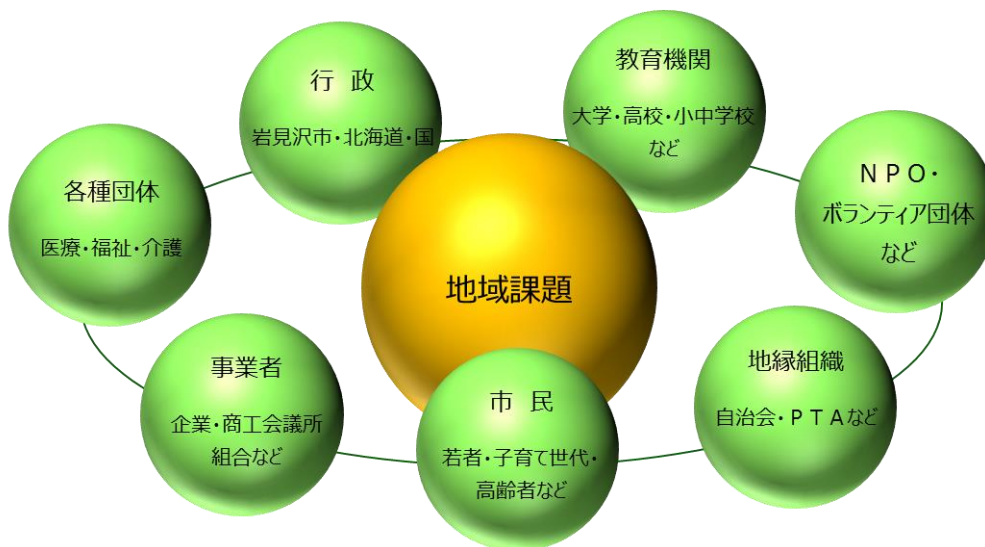 行 政
岩見沢市・北海道・国
教育機関
大学・高校・小中学校
など
各種団体
医療・福祉・介護
ＮＰＯ・
ボランティア団体
など
地域課題
事業者
企業・商工会議所
組合など
市 民
若者・子育て世代・
高齢者など
地縁組織
自治会・ＰＴＡなど